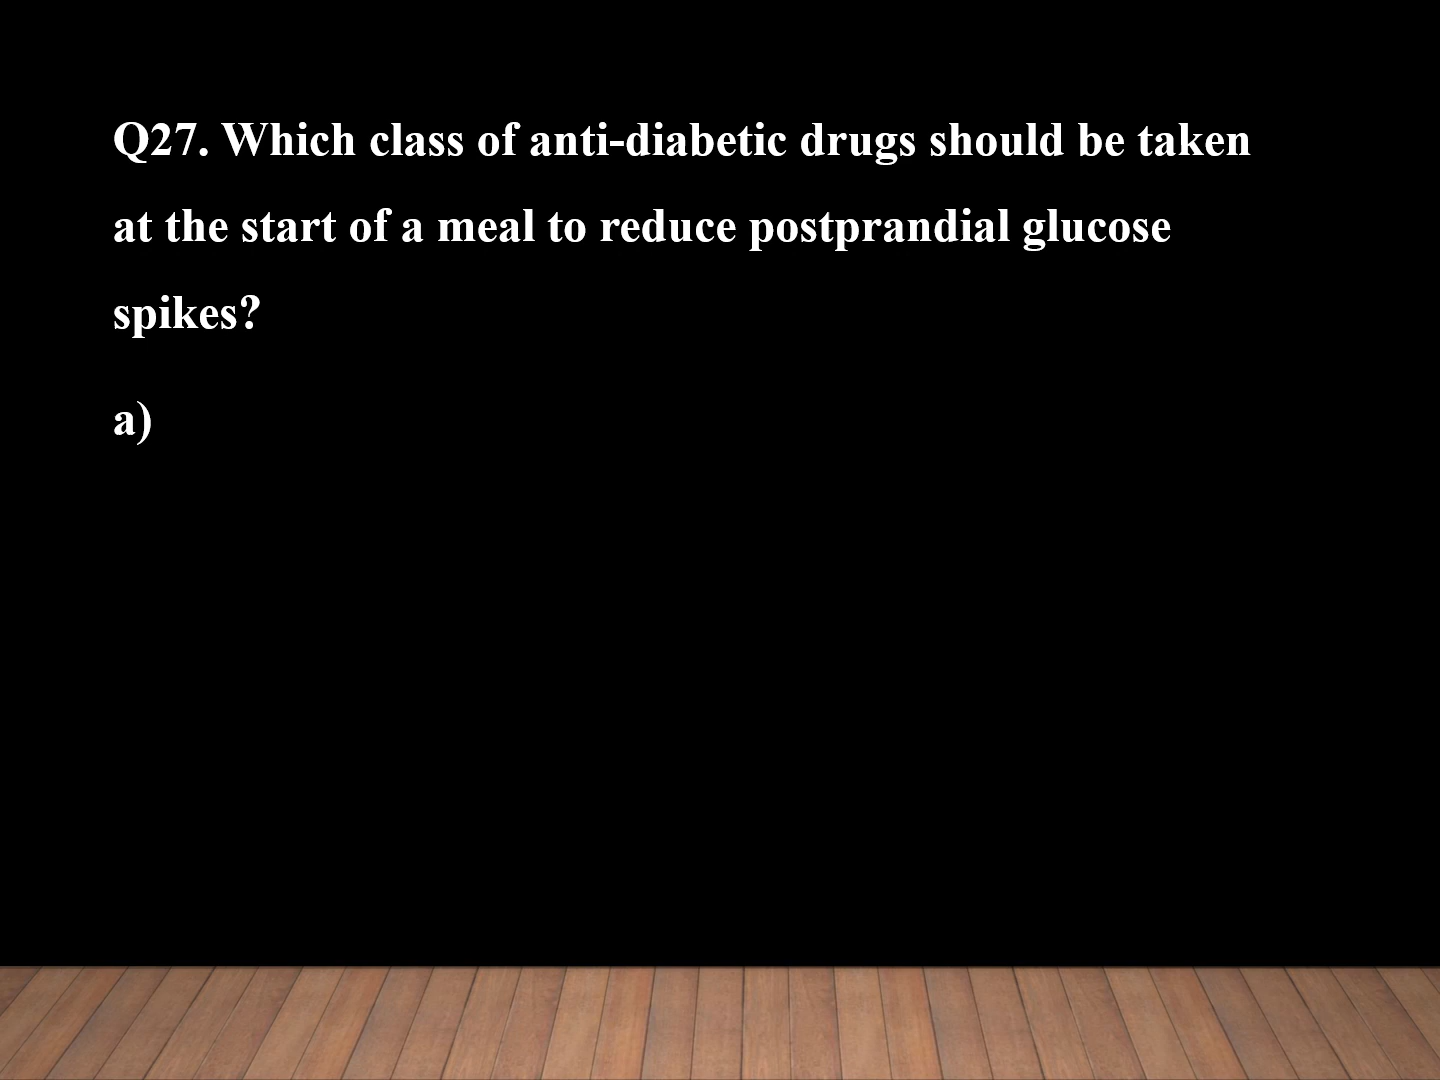 Q27. Which class of anti-diabetic drugs should be taken
at the start of a meal to reduce postprandial glucose
spikes?
a)